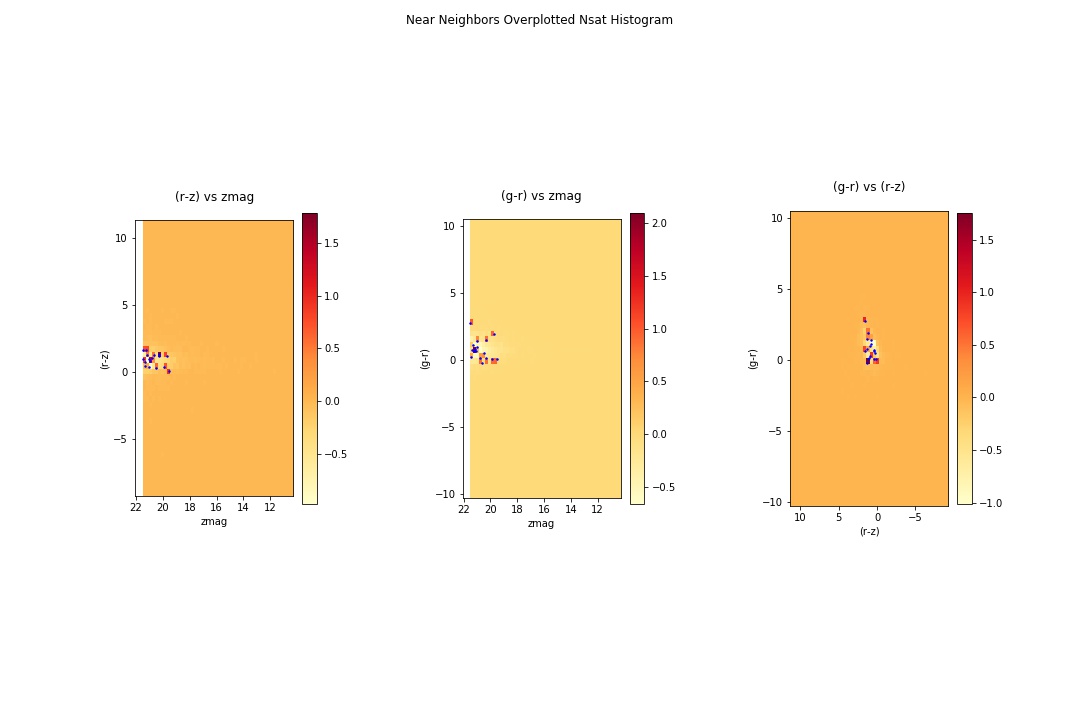 Near Neighbors Overplotted Nsat Histogram
(r-z) vs zmag
10
5
0
−5
(r-z)
22 20 18 16 14 12
zmag
1.5
1.0
0.5
0.0
−0.5
(g-r) vs zmag
10
5
0
−5
−10
(g-r)
22 20 18 16 14 12
zmag
2.0
1.5
1.0
0.5
0.0
−0.5
(g-r) vs (r-z)
10
5
0
−5
−10
(g-r)
10 5 0 −5
(r-z)
1.5
1.0
0.5
0.0
−0.5
−1.0